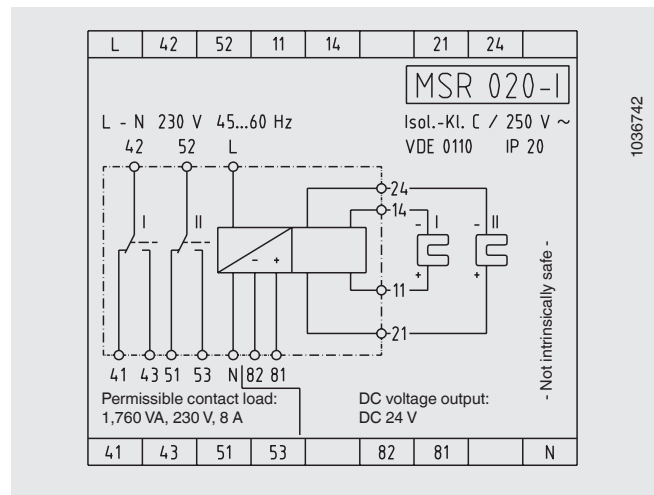 L 42 52 11 14 21 24
MSR 020-I
L - N 230 V 45...60 Hz
Isol.-Kl. C / 250 V ~
VDE 0110 IP 20
42 52 L
24
14
I II
- I - II
- +
+ +
11
21
41 43 51 53 N 82 81
Permissible contact load:
1,760 VA, 230 V, 8 A
DC voltage output:
DC 24 V
- Not intrinsically safe -
41 43 51 53 82 81 N
1036742